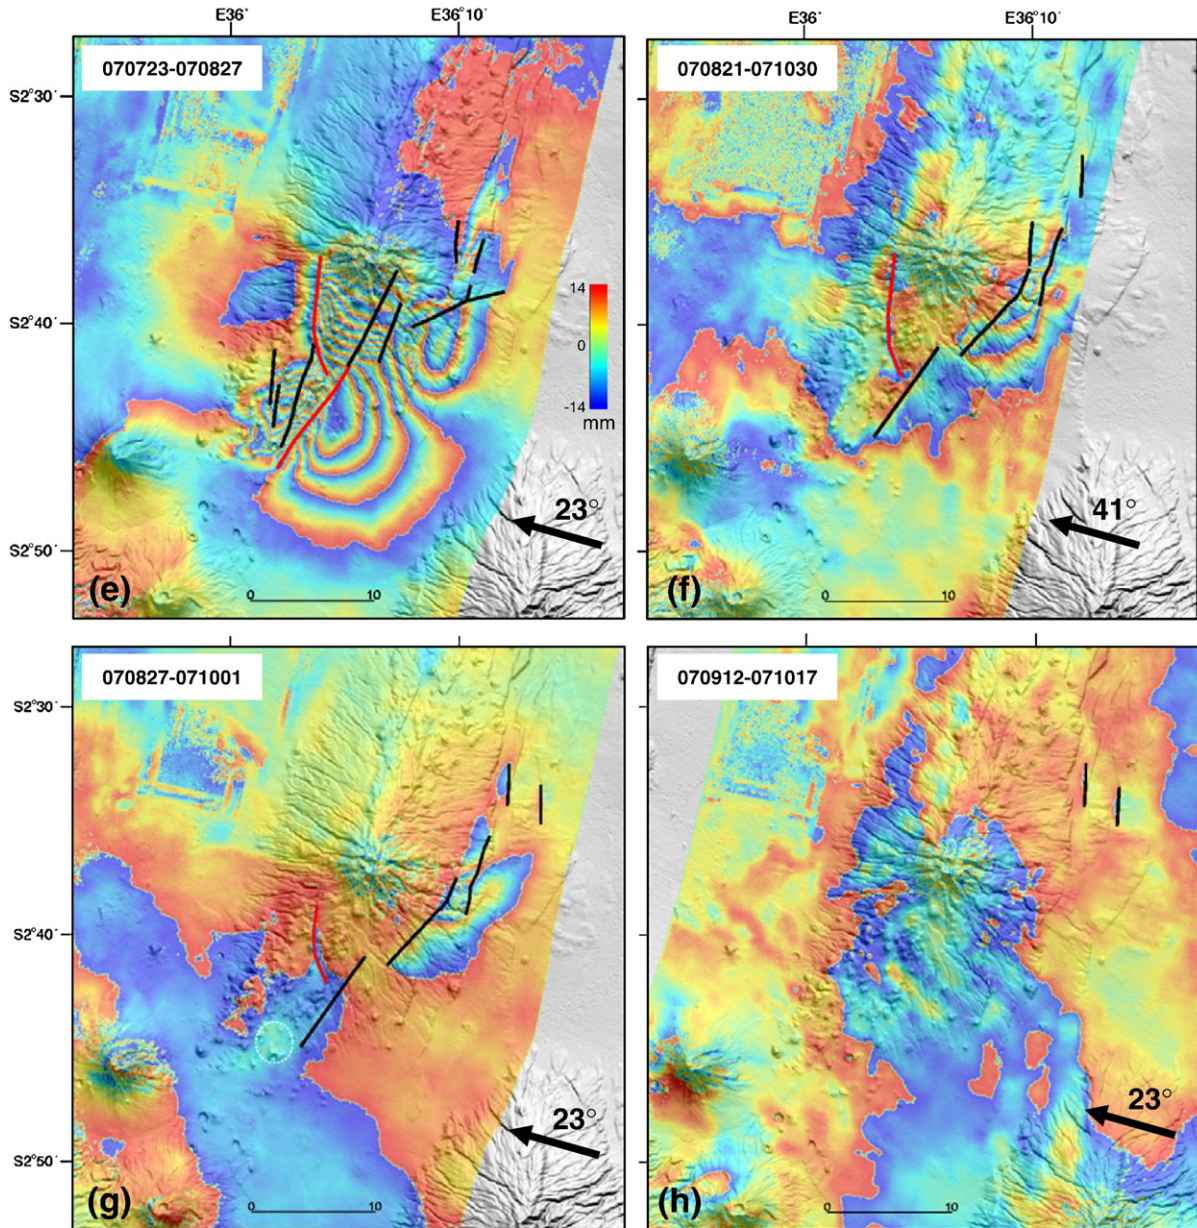 E36° E36°10′ E36° E36°10′
070723-070827
070821-071030
S2°30′
S2°40′
S2°50′
14
0
-14
mm
23°
41°
(e)
0 10
(f)
0 10
070827-071001
070912-071017
S2°30′
S2°40′
S2°50′
23°
23°
(g)
0 10
(h)
0 10